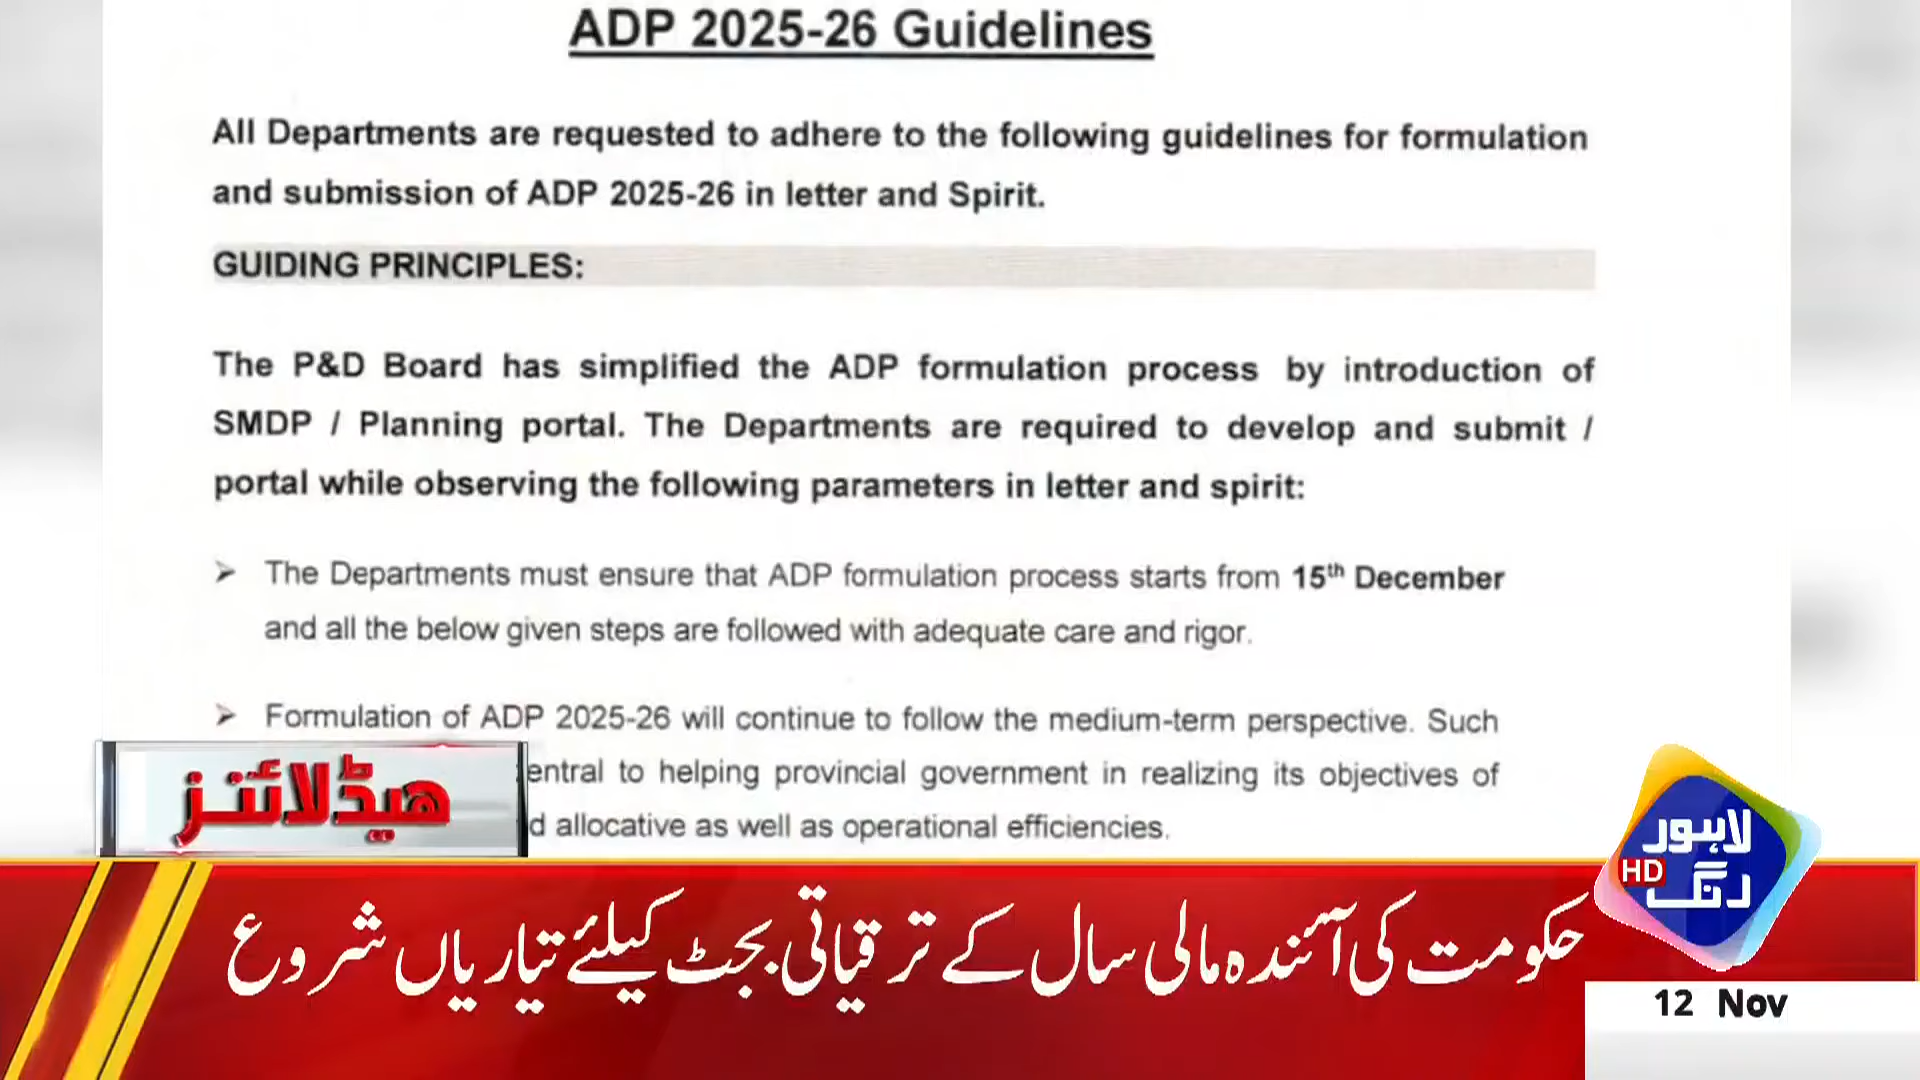 ADP 2025-26 Guidelines
All Departments are requested to adhere to the following guidelines for formulation
and submission of ADP 2025-26 in letter and Spirit.
GUIDING PRINCIPLES:
The P&D Board has simplified the ADP formulation process by introduction of
SMDP / Planning portal. The Departments are required to develop and submit /
portal while observing the following parameters in letter and spirit:
➢ The Departments must ensure that ADP formulation process starts from 15th December
and all the below given steps are followed with adequate care and rigor.
➢ Formulation of ADP 2025-26 will continue to follow the medium-term perspective. Such
entral to helping provincial government in realizing its objectives of
d allocative as well as operational efficiencies.
ہیڈلائنز
لاہور
رنگ
HD
حکومت کی آئندہ مالی سال کے ترقیاتی بجٹ کیلئے تیاریاں شروع
12 Nov